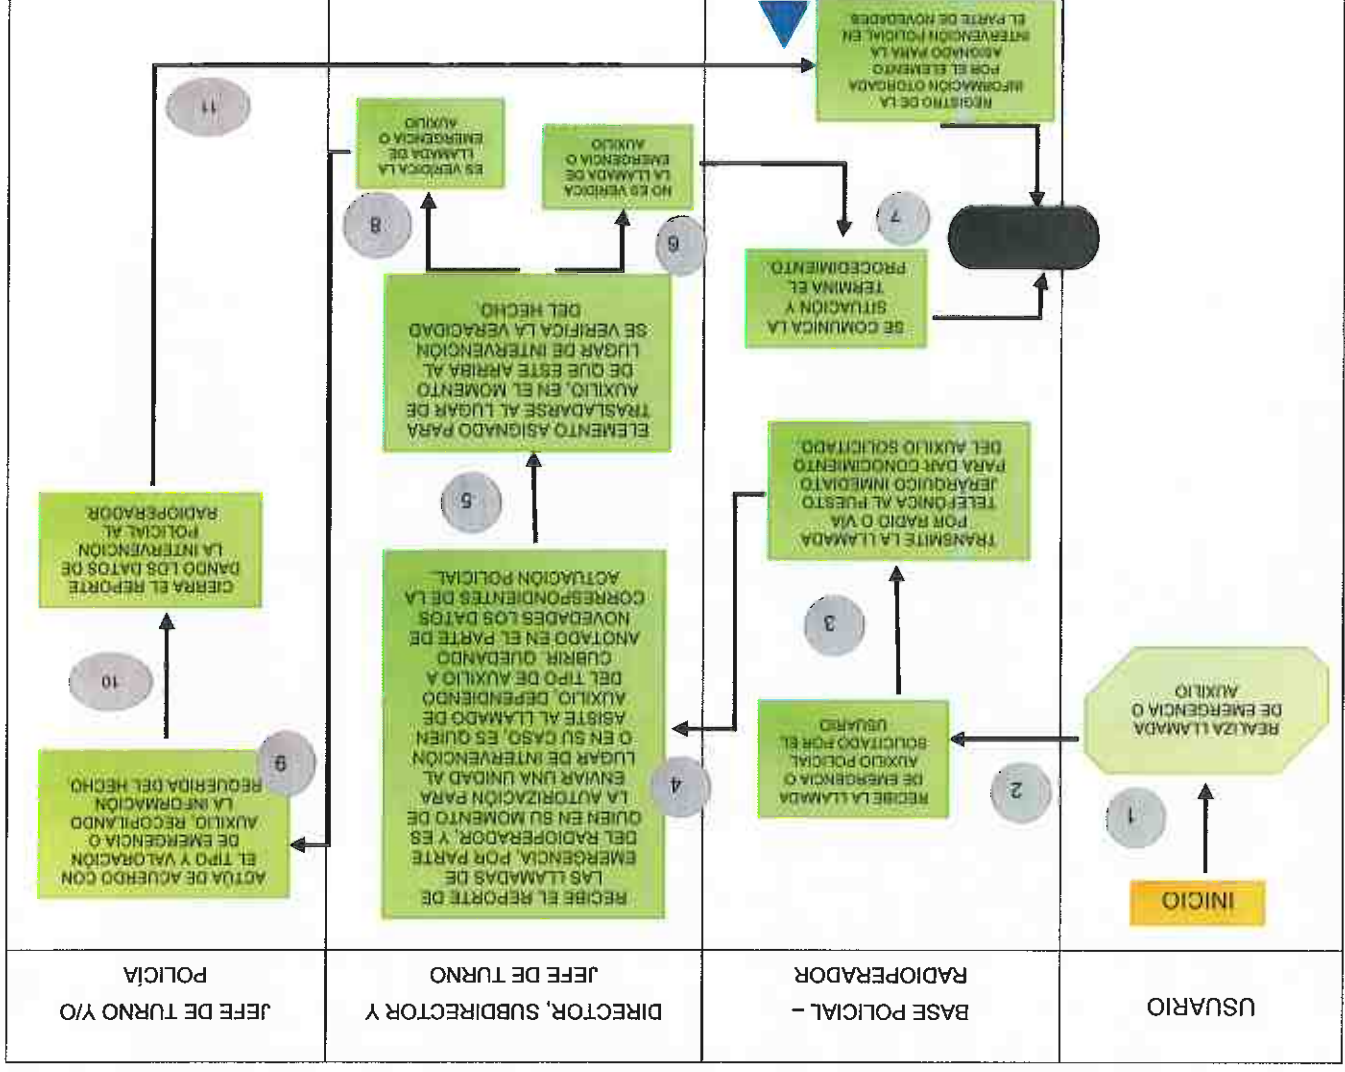 USUARIO
BASE POLICIAL –
RADIOPERADOR
DIRECTOR, SUBDIRECTOR Y
JEFE DE TURNO
JEFE DE TURNO Y/O
POLICÍA
INICIO
1
REALIZA LLAMADA
DE EMERGENCIA O
AUXILIO
2
RECIBE LA LLAMADA
DE EMERGENCIA O
AUXILIO POLICIAL
SOLICITADO POR EL
USUARIO
3
TRANSMITE LA LLAMADA
POR RADIO O VÍA
TELEFÓNICA AL PUESTO
JERÁRQUICO INMEDIATO
PARA DAR CONOCIMIENTO
DEL AUXILIO SOLICITADO.
4
RECIBE EL REPORTE DE
LAS LLAMADAS DE
EMERGENCIA, POR PARTE
DEL RADIOPERADOR, Y ES
QUIEN EN SU MOMENTO DE
LA AUTORIZACIÓN PARA
ENVIAR UNA UNIDAD AL
LUGAR DE INTERVENCIÓN
O EN SU CASO, ES QUIEN
ASISTE AL LLAMADO DE
AUXILIO, DEPENDIENDO
DEL TIPO DE AUXILIO A
CUBRIR. QUEDANDO
ANOTADO EN EL PARTE DE
NOVEDADES LOS DATOS
CORRESPONDIENTES DE LA
ACTUACIÓN POLICIAL.
5
ELEMENTO ASIGNADO PARA
TRASLADARSE AL LUGAR DE
AUXILIO, EN EL MOMENTO
DE QUE ESTE ARRIBA AL
LUGAR DE INTERVENCIÓN
SE VERIFICA LA VERACIDAD
DEL HECHO
6
NO ES VERÍDICA
LA LLAMADA DE
EMERGENCIA O
AUXILIO
7
SE COMUNICA LA
SITUACIÓN Y
TERMINA EL
PROCEDIMIENTO
8
ES VERÍDICA LA
LLAMADA DE
EMERGENCIA O
AUXILIO
9
ACTÚA DE ACUERDO CON
EL TIPO Y VALORACIÓN
DE EMERGENCIA O
AUXILIO, RECOPILANDO
LA INFORMACIÓN
REQUERIDA DEL HECHO.
10
CIERRA EL REPORTE
DANDO LOS DATOS DE
LA INTERVENCIÓN
POLICIAL AL
RADIOPERADOR
11
REGISTRO DE LA
INFORMACIÓN OTORGADA
POR EL ELEMENTO
ASIGNADO PARA LA
INTERVENCIÓN POLICIAL EN
EL PARTE DE NOVEDADES